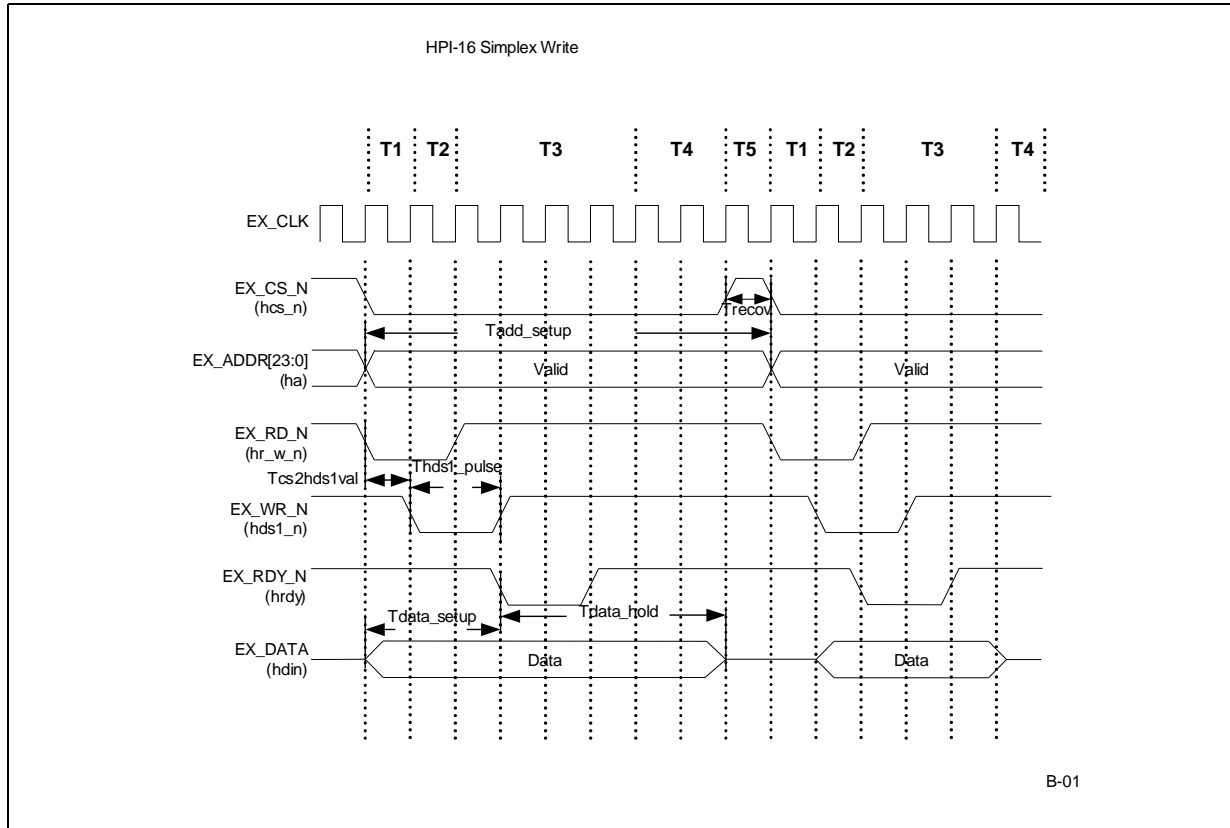 HPI-16 Simplex Write
T1 T2 T3 T4 T5 T1 T2 T3 T4
EX_CLK
EX_CS_N
(hcs_n)
Trecov
Tadd_setup
EX_ADDR[23:0]
(ha)
Valid Valid
EX_RD_N
(hr_w_n)
Tcs2hds1val
Thds1_pulse
EX_WR_N
(hds1_n)
EX_RDY_N
(hrdy)
Tdata_setup
Tdata_hold
EX_DATA
(hdin)
Data Data
B-01